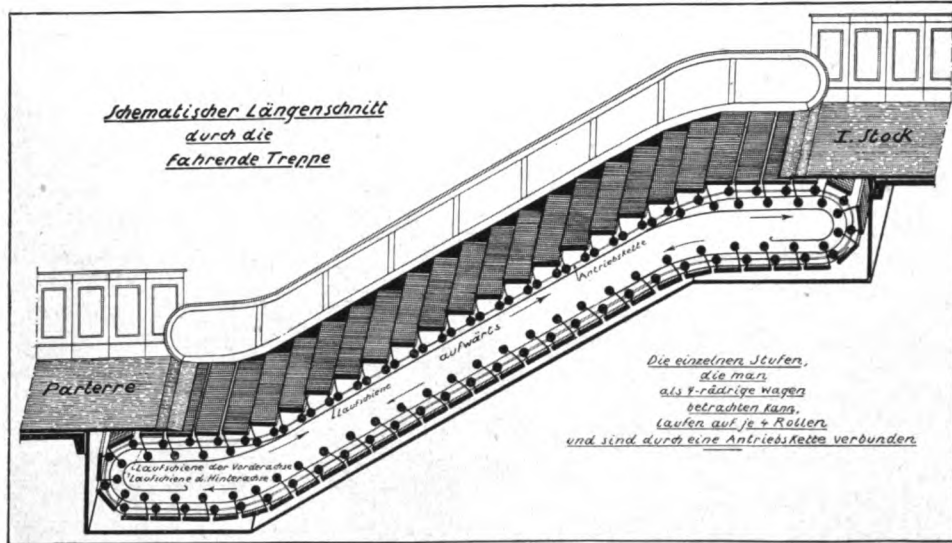 Schematischer Längenschnitt
durch die
Fahrende Treppe
I. Stock
Antriebskette
aufwärts
Laufschiene
Parterre
Laufschiene der Vorderachse
Laufschiene d. Hinterachse
Die einzelnen Stufen,
die man
als 4-rädrige Wagen
betrachten kann,
laufen auf je 4 Rollen
und sind durch eine Antriebskette verbunden